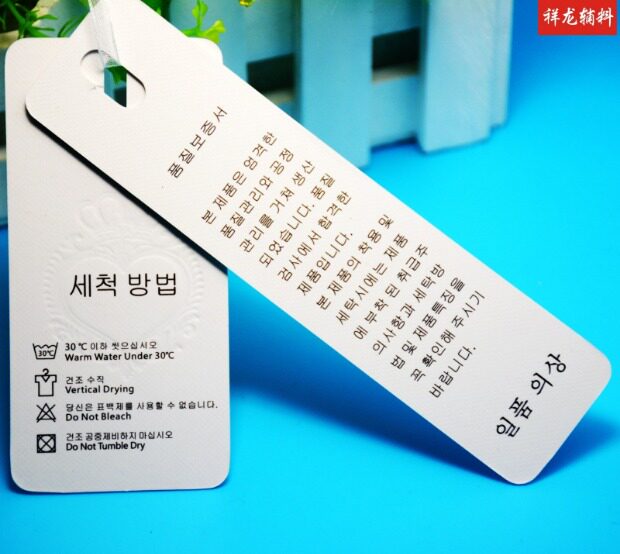 祥龙辅料
세척 방법
30℃
30℃ 이하 씻으십시오
Warm Water Under 30℃
건조 수직
Vertical Drying
당신은 표백제를 사용할 수 없습니다.
Do Not Bleach
건조 공중제비하지 마십시오
Do Not Tumble Dry
품질보증서
본 제품은 엄격한
품질관리와 공정
관리를 거쳐 생산
되었습니다. 품질
검사에서 합격한
제품입니다.
본 제품의 착용및
세탁시에는 제품
에 부착 된 취급주
의사항과 세탁방
법및 제품특징을
꼭 확인해 주시기
바랍니다.
일품 의상